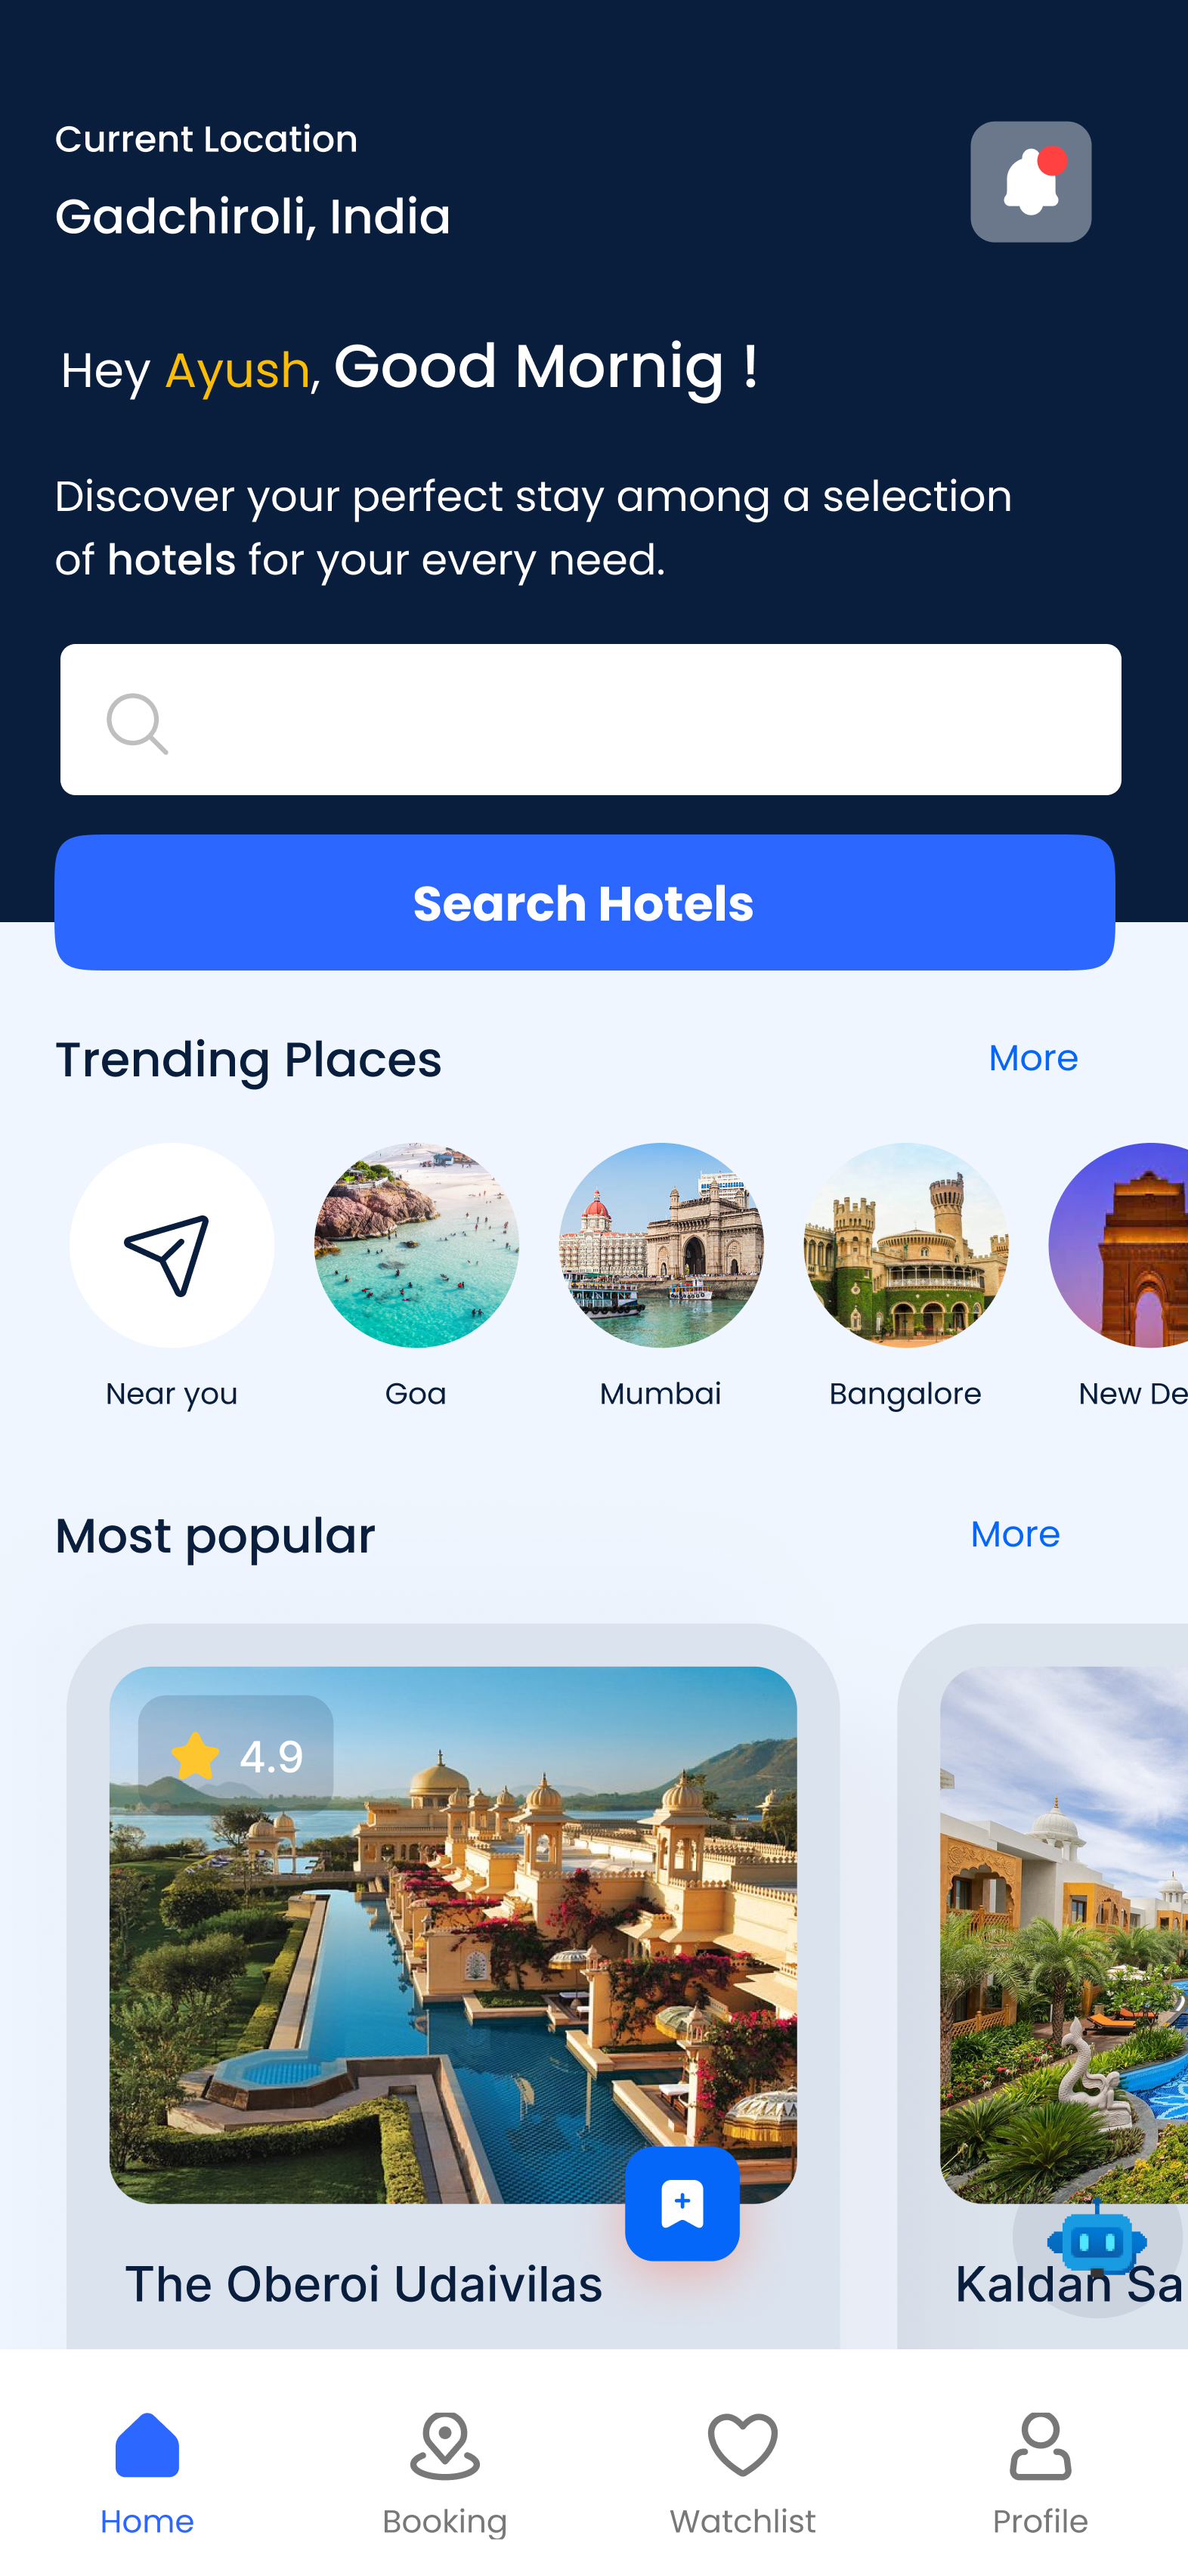 Current Location
Gadchiroli, India
Hey Ayush, Good Mornig !
Discover your perfect stay among a selection
of hotels for your every need.
Search Hotels
Trending Places
More
Near you
Goa
Mumbai
Bangalore
New De
Most popular
More
4.9
The Oberoi Udaivilas
Kaldan Sa
Home
Booking
Watchlist
Profile